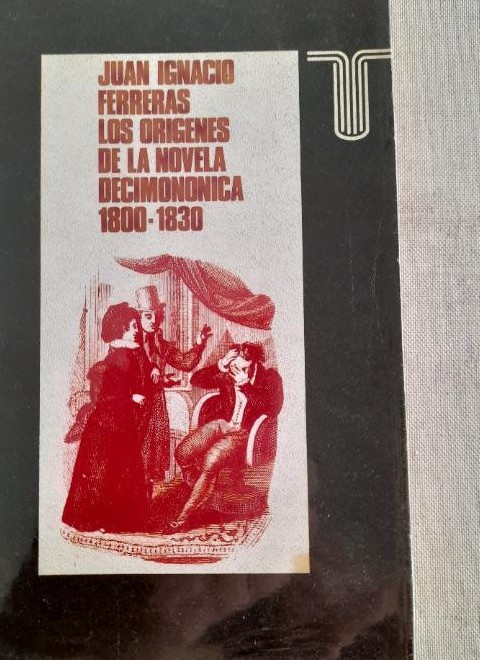 JUAN IGNACIO
FERRERAS
LOS ORIGENES
DE LA NOVELA
DECIMONONICA
1800-1830
T